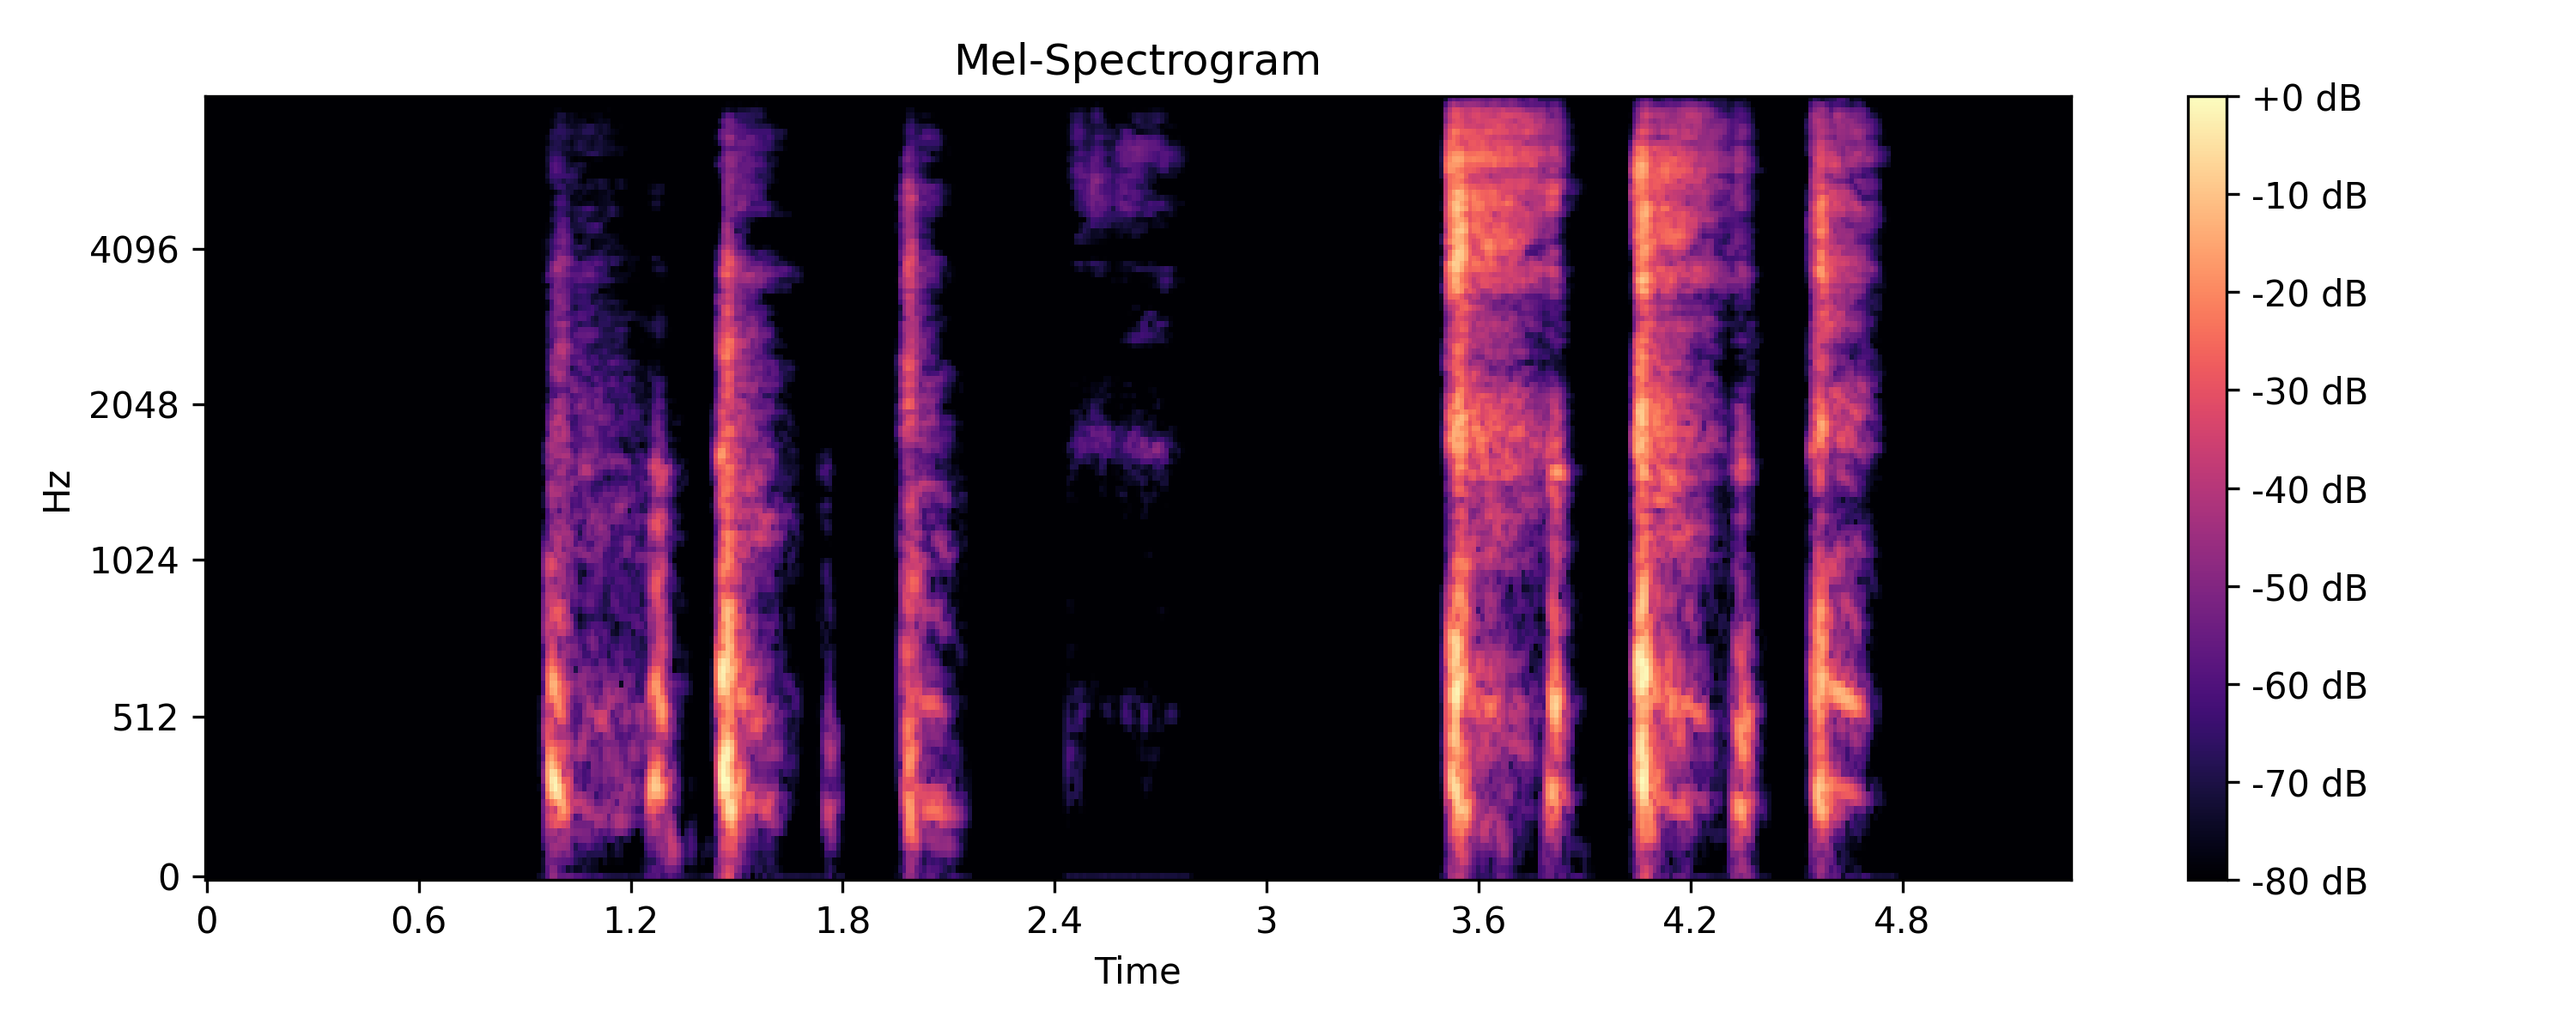 Mel-Spectrogram
+0 dB
4096
-10 dB
-20 dB
2048
-30 dB
Hz
-40 dB
1024
-50 dB
512
-60 dB
-70 dB
0
-80 dB
0 0.6 1.2 1.8 2.4 3 3.6 4.2 4.8
Time